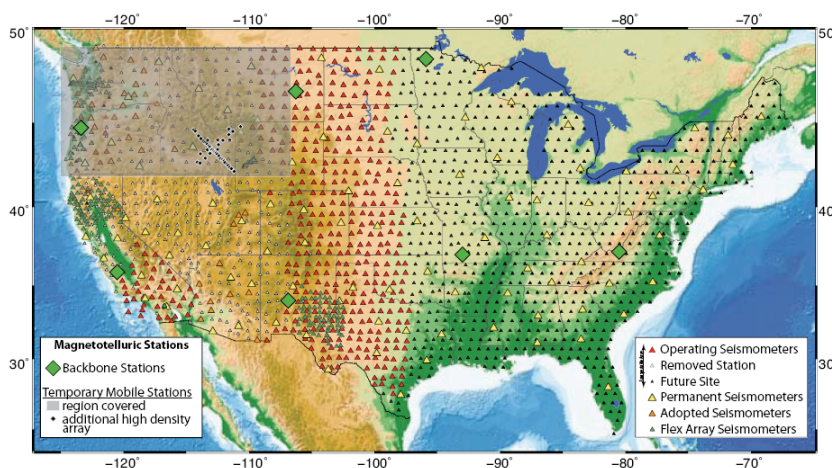 −120° −110° −100° −90° −80° −70°
50° 50°
40° 40°
30° 30°
Magnetotelluric Stations
Backbone Stations
Temporary Mobile Stations
region covered
additional high density
array
Operating Seismometers
Removed Station
Future Site
Permanent Seismometers
Adopted Seismometers
Flex Array Seismometers
−120° −110° −100° −90° −80° −70°